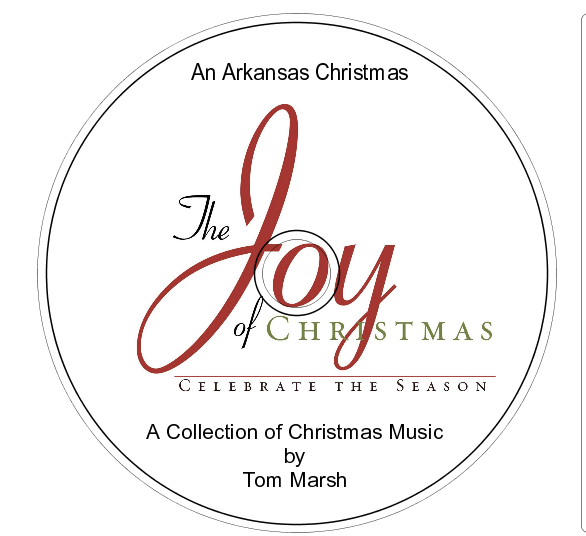 An Arkansas Christmas
The Joy
of CHRISTMAS
CELEBRATE THE SEASON
A Collection of Christmas Music
by
Tom Marsh